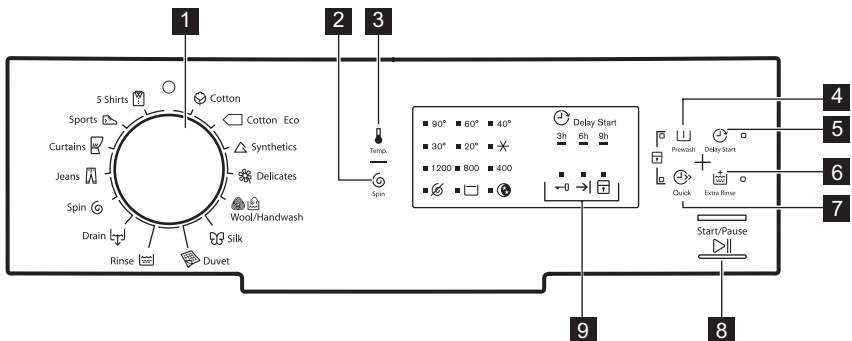 1
2
3
4
5
6
7
8
9
5 Shirts
Cotton
Sports
Cotton Eco
Curtains
Synthetics
Jeans
Delicates
Spin
Wool/Handwash
Drain
Silk
Rinse
Duvet
Temp.
Spin
90° 60° 40°
30° 20°
1200 800 400
Delay Start
3h 6h 9h
Prewash
Delay Start
Quick
Extra Rinse
Start/Pause